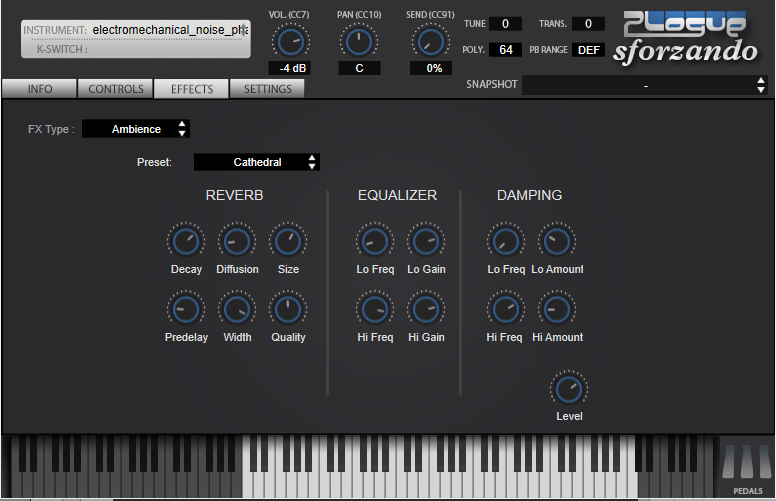 VOL. (CC7) PAN (CC10) SEND (CC91)
INSTRUMENT: electromechanical_noise_pha
K-SWITCH :
TUNE 0 TRANS. 0
POLY. 64 PB RANGE DEF
-4 dB C 0%
PLOGUE
sforzando
INFO CONTROLS EFFECTS SETTINGS
SNAPSHOT -
FX Type : Ambience
Preset: Cathedral
REVERB EQUALIZER DAMPING
Decay Diffusion Size Lo Freq Lo Gain Lo Freq Lo Amount
Predelay Width Quality Hi Freq Hi Gain Hi Freq Hi Amount
Level
PEDALS